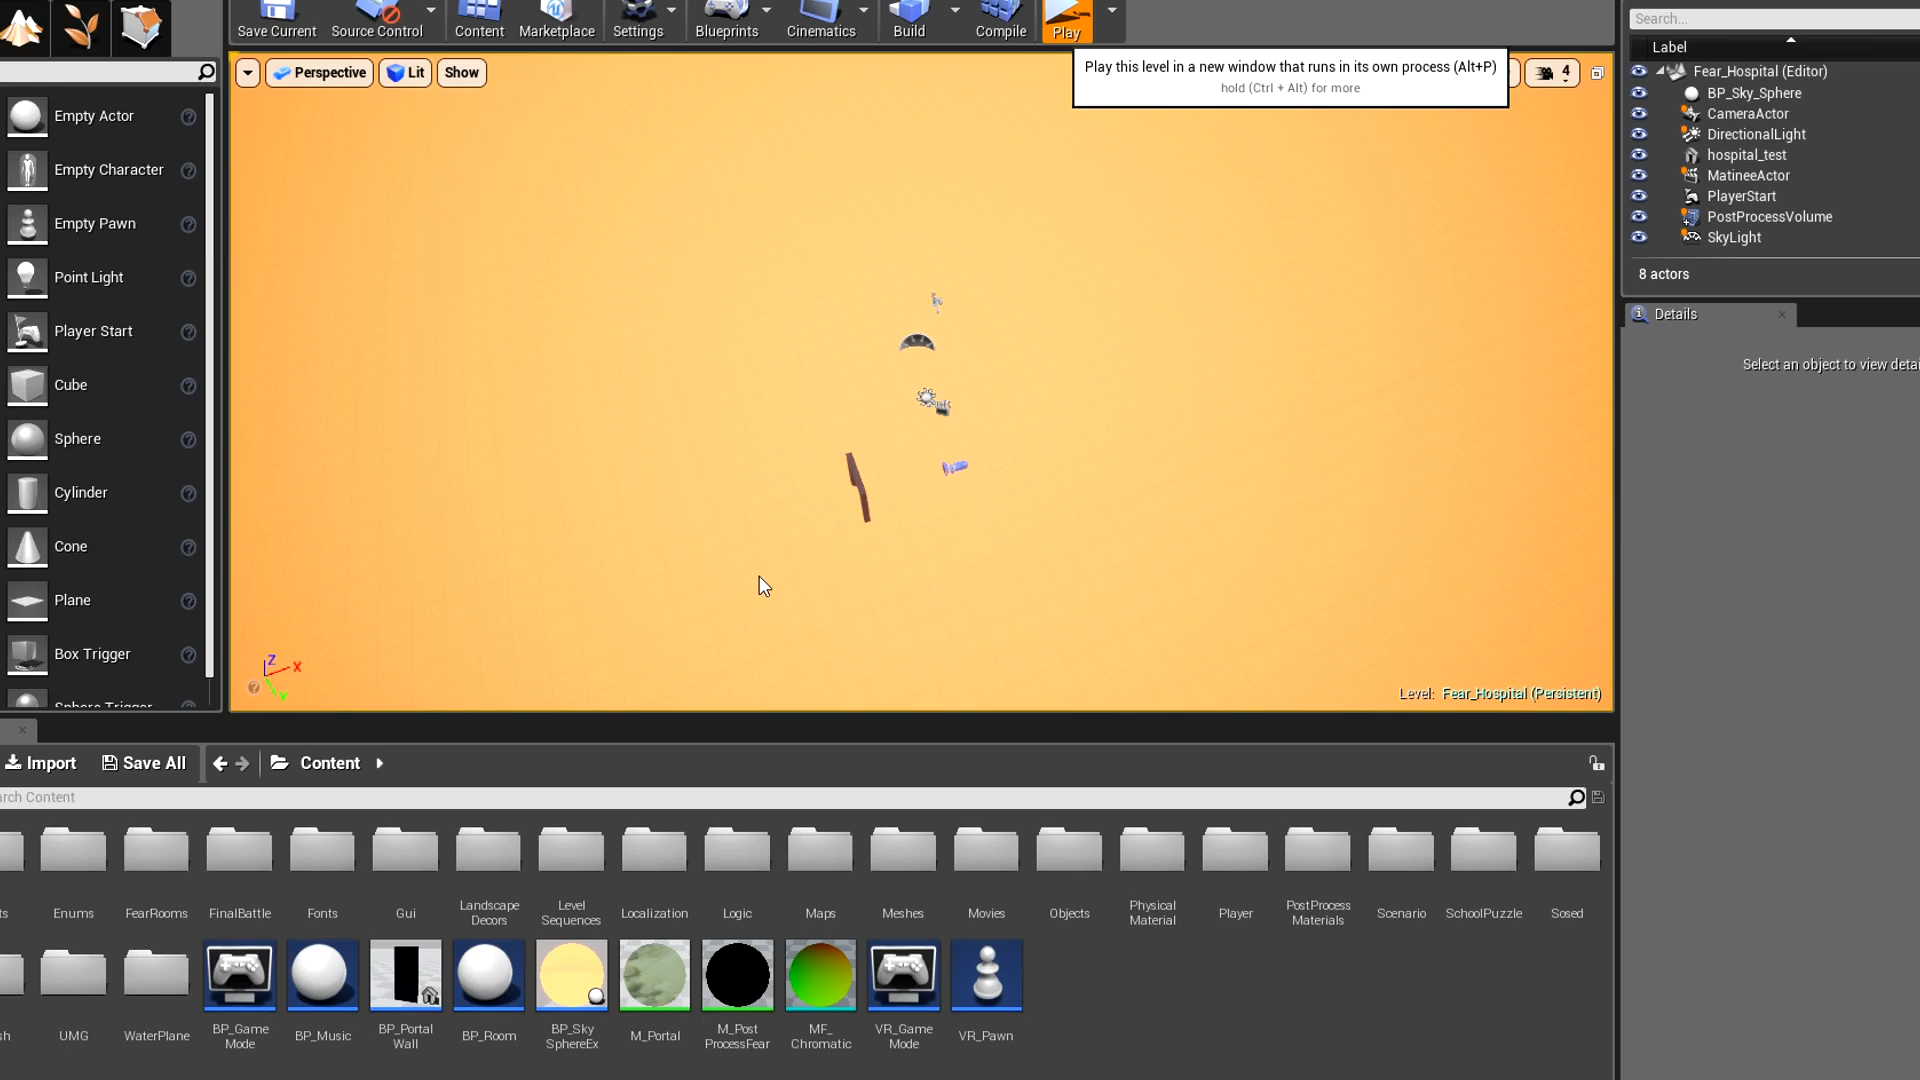 Save Current
Source Control
Content
Marketplace
Settings
Blueprints
Cinematics
Build
Compile
Play
Play this level in a new window that runs in its own process (Alt+P)
hold (Ctrl + Alt) for more
Perspective
Lit
Show
4
Empty Actor
Empty Character
Empty Pawn
Point Light
Player Start
Cube
Sphere
Cylinder
Cone
Plane
Box Trigger
Sphere Trigger
Z
X
Y
Level: Fear_Hospital (Persistent)
Search...
Label
Fear_Hospital (Editor)
BP_Sky_Sphere
CameraActor
DirectionalLight
hospital_test
MatineeActor
PlayerStart
PostProcessVolume
SkyLight
8 actors
Details
Select an object to view detai
Import
Save All
Content
rch Content
ts
Enums
FearRooms
FinalBattle
Fonts
Gui
Landscape
Decors
Level
Sequences
Localization
Logic
Maps
Meshes
Movies
Objects
Physical
Material
Player
PostProcess
Materials
Scenario
SchoolPuzzle
Sosed
sh
UMG
WaterPlane
BP_Game
Mode
BP_Music
BP_Portal
Wall
BP_Room
BP_Sky
SphereEx
M_Portal
M_Post
ProcessFear
MF_
Chromatic
VR_Game
Mode
VR_Pawn